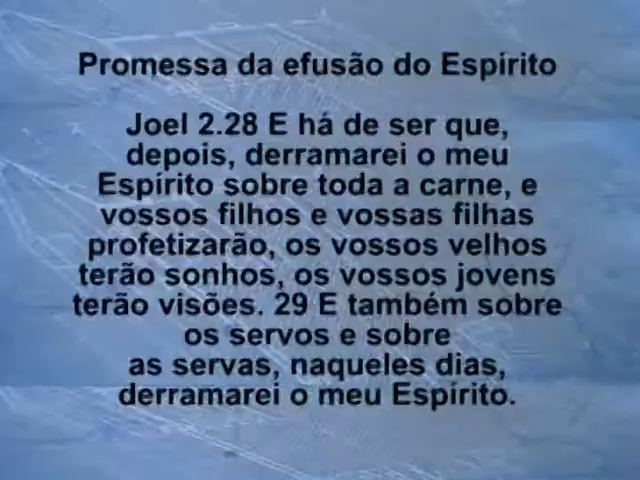 Promessa da efusão do Espírito
Joel 2.28 E há de ser que,
depois, derramarei o meu
Espírito sobre toda a carne, e
vossos filhos e vossas filhas
profetizarão, os vossos velhos
terão sonhos, os vossos jovens
terão visões. 29 E também sobre
os servos e sobre
as servas, naqueles dias,
derramarei o meu Espírito.